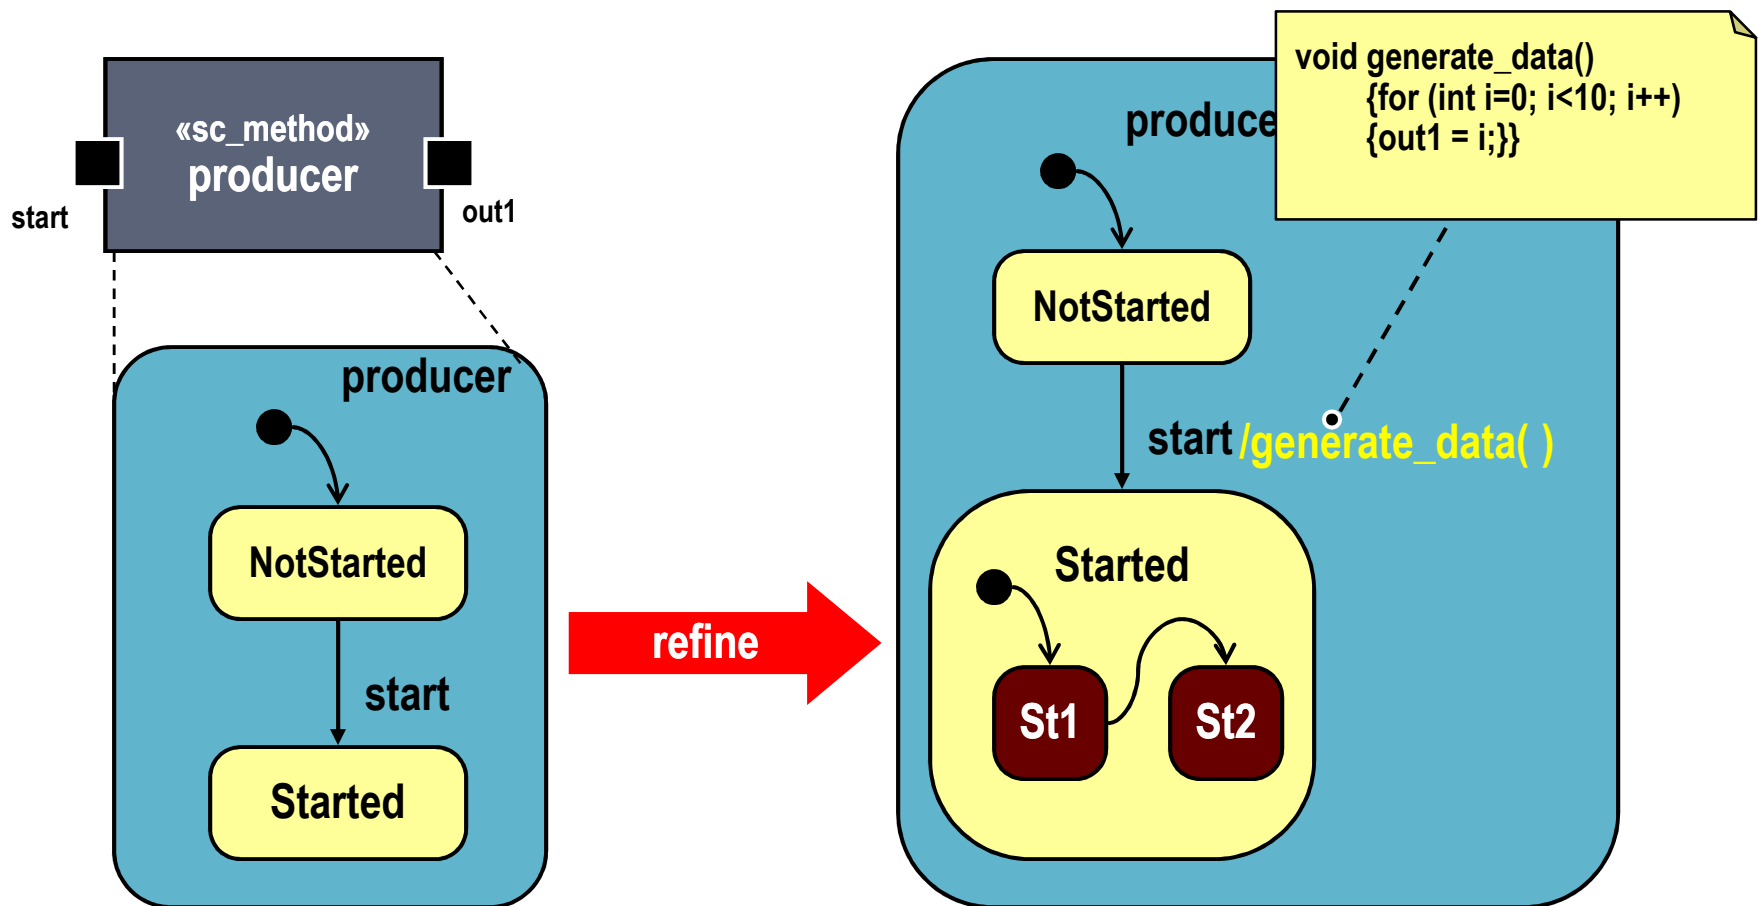 «sc_method»
producer
start
out1
producer
NotStarted
start
Started
refine
produce
void generate_data()
{for (int i=0; i<10; i++)
{out1 = i;}}
NotStarted
start /generate_data( )
Started
St1
St2